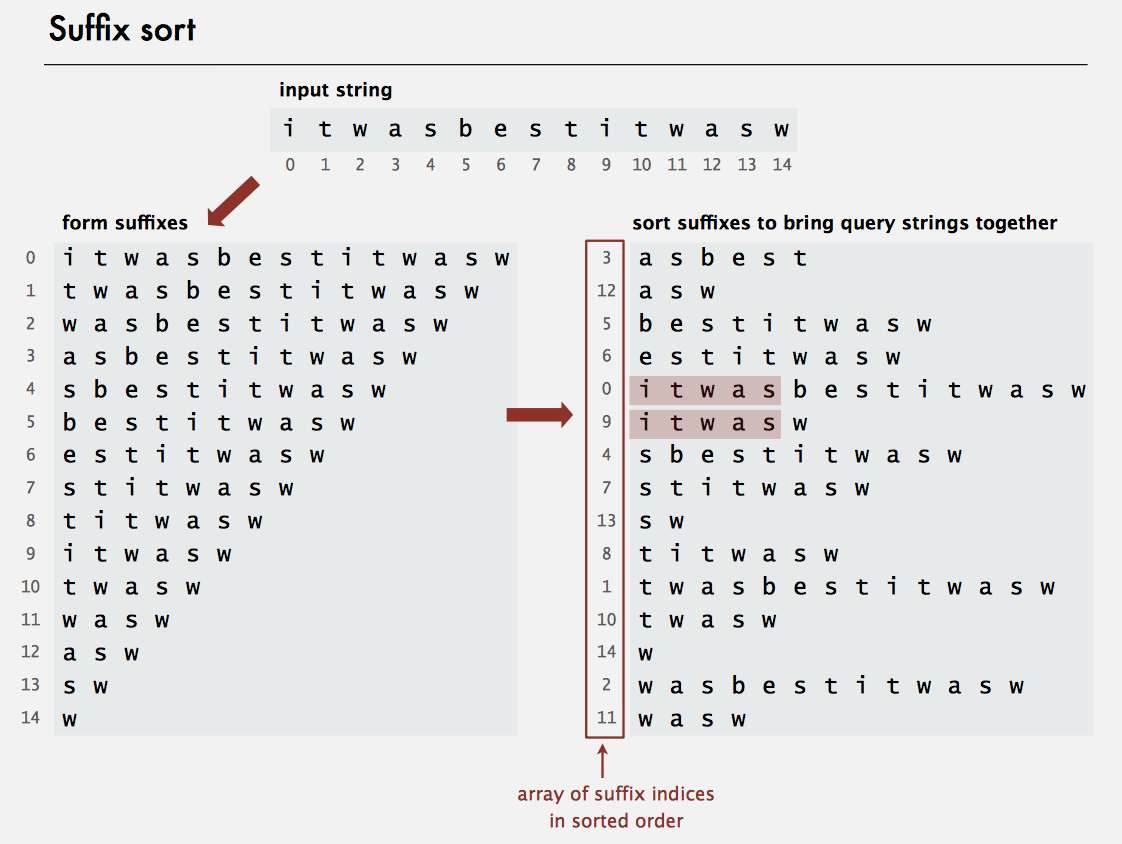 Suffix sort
input string
i t w a s b e s t i t w a s w
0 1 2 3 4 5 6 7 8 9 10 11 12 13 14
form suffixes
0 i t w a s b e s t i t w a s w
1 t w a s b e s t i t w a s w
2 w a s b e s t i t w a s w
3 a s b e s t i t w a s w
4 s b e s t i t w a s w
5 b e s t i t w a s w
6 e s t i t w a s w
7 s t i t w a s w
8 t i t w a s w
9 i t w a s w
10 t w a s w
11 w a s w
12 a s w
13 s w
14 w
sort suffixes to bring query strings together
3 a s b e s t
12 a s w
5 b e s t i t w a s w
6 e s t i t w a s w
0 i t w a s b e s t i t w a s w
9 i t w a s w
4 s b e s t i t w a s w
7 s t i t w a s w
13 s w
8 t i t w a s w
1 t w a s b e s t i t w a s w
10 t w a s w
14 w
2 w a s b e s t i t w a s w
11 w a s w
array of suffix indices
in sorted order